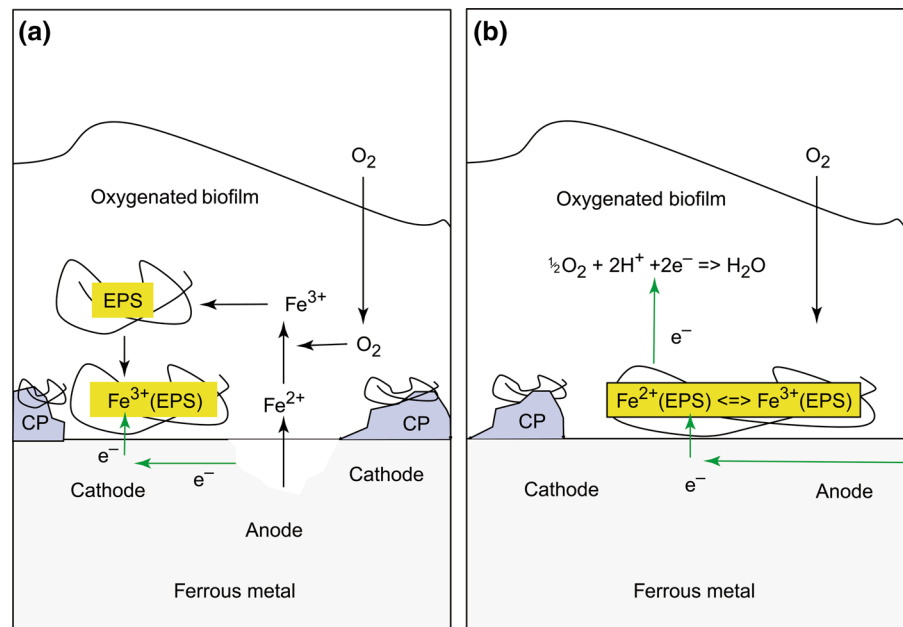 (a)
O₂
Oxygenated biofilm
EPS
Fe³⁺
O₂
Fe³⁺(EPS)
Fe²⁺
CP
CP
e⁻
e⁻
Cathode
Cathode
Anode
Ferrous metal
(b)
O₂
Oxygenated biofilm
½O₂ + 2H⁺ +2e⁻ => H₂O
e⁻
Fe²⁺(EPS) <=> Fe³⁺(EPS)
CP
e⁻
Cathode
Anode
Ferrous metal